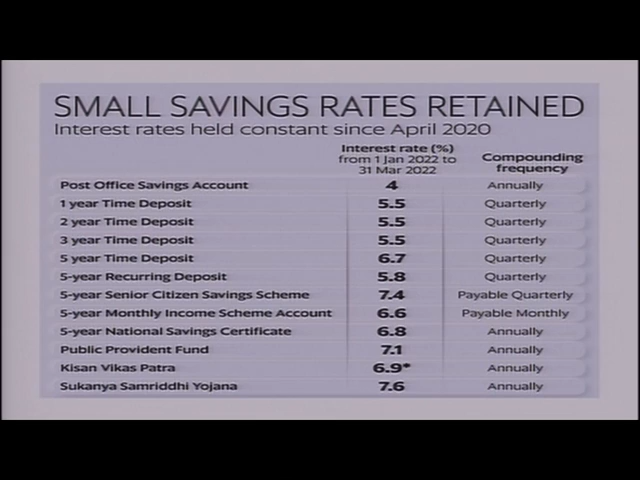 SMALL SAVINGS RATES RETAINED
Interest rates held constant since April 2020
Interest rate (%) from 1 Jan 2022 to 31 Mar 2022 Compounding frequency
Post Office Savings Account 4 Annually
1 year Time Deposit 5.5 Quarterly
2 year Time Deposit 5.5 Quarterly
3 year Time Deposit 5.5 Quarterly
5 year Time Deposit 6.7 Quarterly
5-year Recurring Deposit 5.8 Quarterly
5-year Senior Citizen Savings Scheme 7.4 Payable Quarterly
5-year Monthly Income Scheme Account 6.6 Payable Monthly
5-year National Savings Certificate 6.8 Annually
Public Provident Fund 7.1 Annually
Kisan Vikas Patra 6.9* Annually
Sukanya Samriddhi Yojana 7.6 Annually